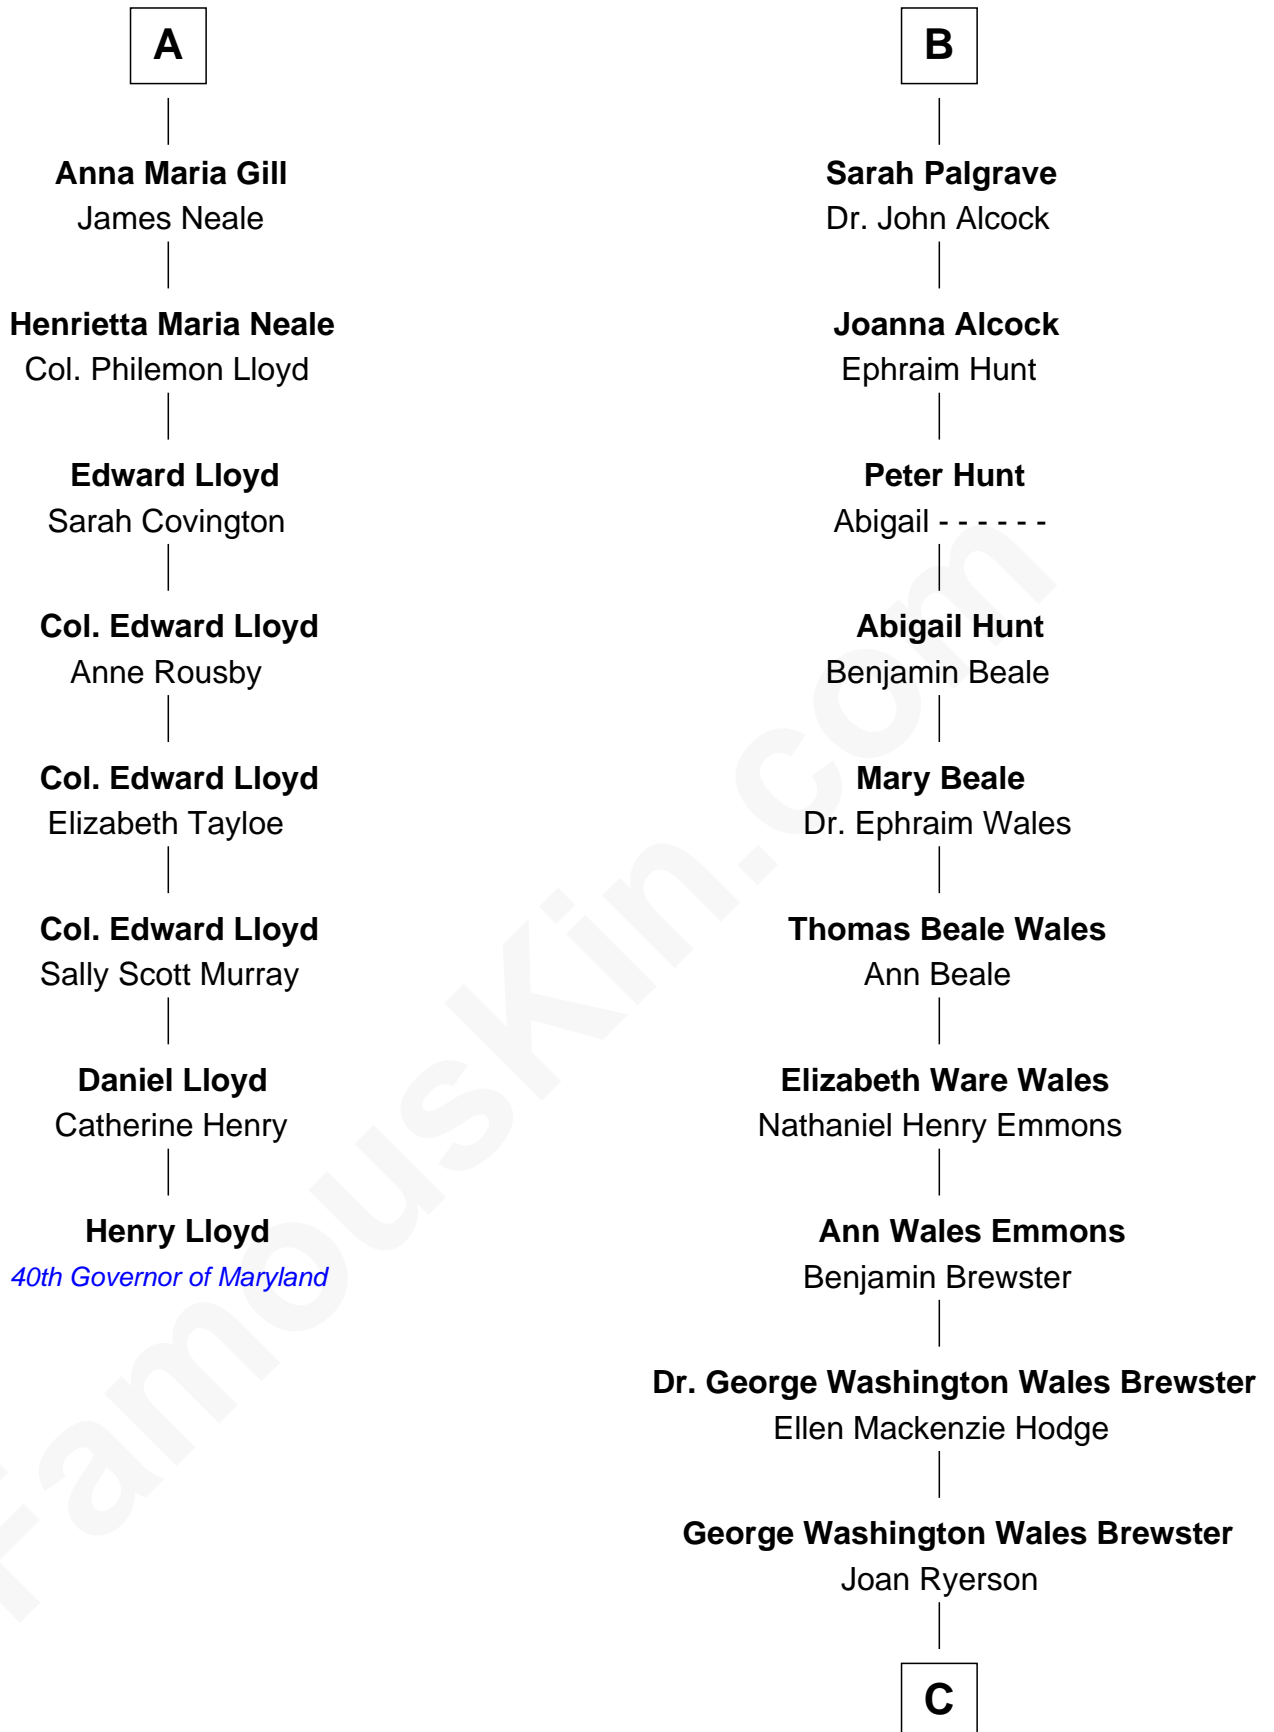 A
Anna Maria Gill
James Neale
Henrietta Maria Neale
Col. Philemon Lloyd
Edward Lloyd
Sarah Covington
Col. Edward Lloyd
Anne Rousby
Col. Edward Lloyd
Elizabeth Tayloe
Col. Edward Lloyd
Sally Scott Murray
Daniel Lloyd
Catherine Henry
Henry Lloyd
40th Governor of Maryland
B
Sarah Palgrave
Dr. John Alcock
Joanna Alcock
Ephraim Hunt
Peter Hunt
Abigail - - - - - -
Abigail Hunt
Benjamin Beale
Mary Beale
Dr. Ephraim Wales
Thomas Beale Wales
Ann Beale
Elizabeth Ware Wales
Nathaniel Henry Emmons
Ann Wales Emmons
Benjamin Brewster
Dr. George Washington Wales Brewster
Ellen Mackenzie Hodge
George Washington Wales Brewster
Joan Ryerson
C
FamousKin.com